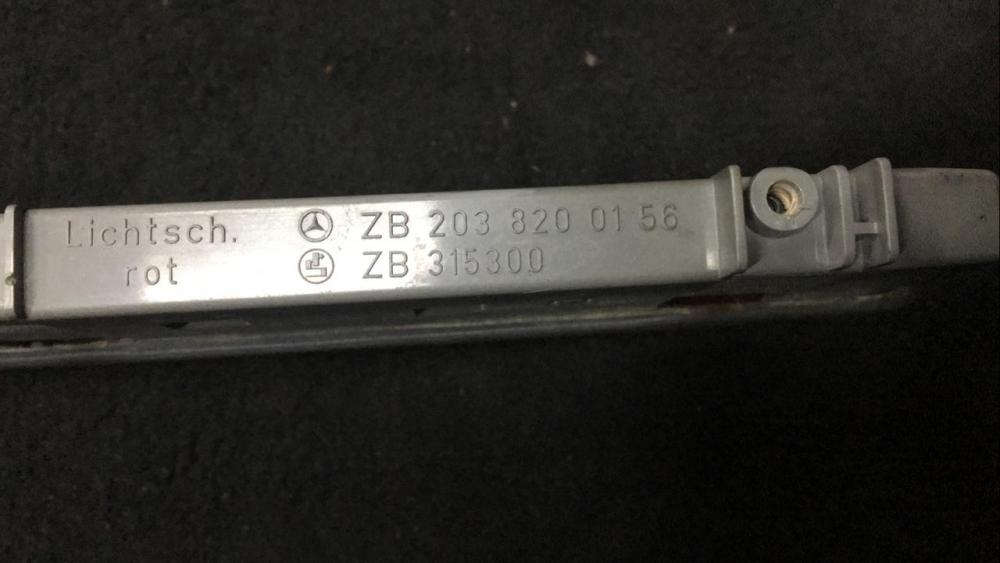 Lichtsch. ZB 203 820 01 56
rot ZB 315300